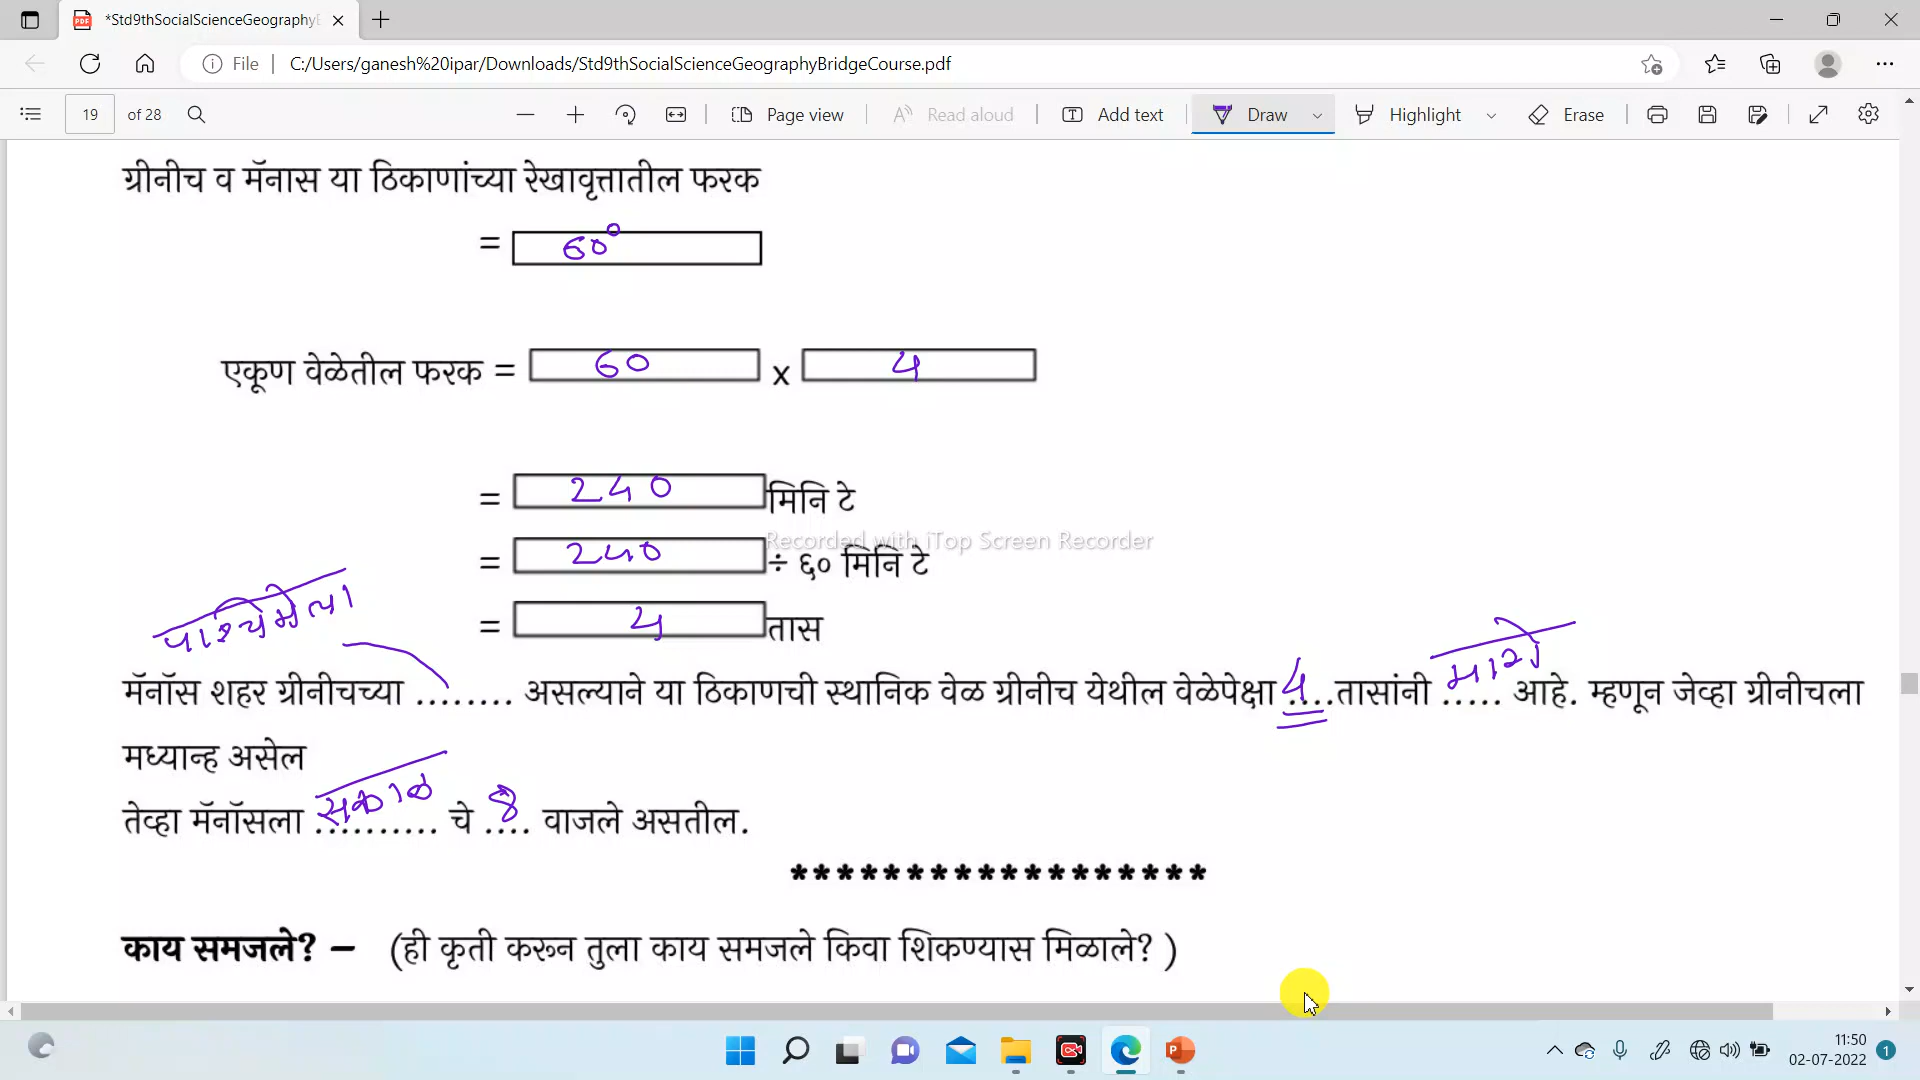 *Std9thSocialScienceGeographyE
File C:/Users/ganesh%20ipar/Downloads/Std9thSocialScienceGeographyBridgeCourse.pdf
19 of 28 Page view Read aloud Add text Draw Highlight Erase
ग्रीनीच व मॅनास या ठिकाणांच्या रेखावृत्तातील फरक
= 60°
एकूण वेळेतील फरक = 60 x 4
= 240 मिनि टे
Recorded with iTop Screen Recorder
= 240 ÷ ६० मिनि टे
= 4 तास
पाश्चिमेला
मॅनॉस शहर ग्रीनीचच्या ........ असल्याने या ठिकाणची स्थानिक वेळ ग्रीनीच येथील वेळेपेक्षा 4 ....तासांनी मागे ..... आहे. म्हणून जेव्हा ग्रीनीचला
मध्यान्ह असेल
तेव्हा मॅनॉसला सकाळ .......... चे 8 .... वाजले असतील.
******************
काय समजले? – (ही कृती करून तुला काय समजले किवा शिकण्यास मिळाले? )
11:50
02-07-2022 1